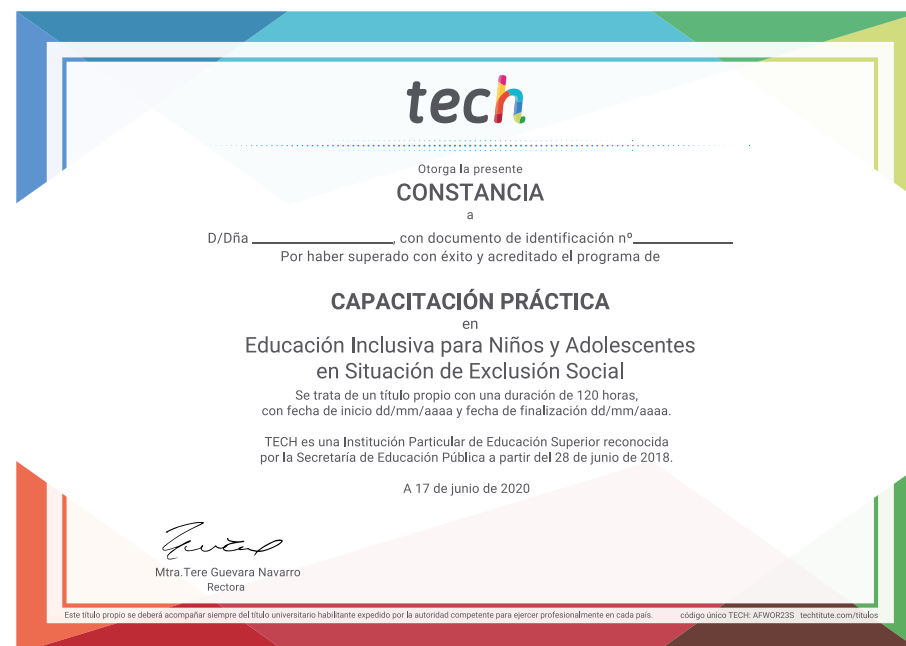 tech
Otorga la presente
CONSTANCIA
a
D/Dña ____________________, con documento de identificación nº______________
Por haber superado con éxito y acreditado el programa de
CAPACITACIÓN PRÁCTICA
en
Educación Inclusiva para Niños y Adolescentes
en Situación de Exclusión Social
Se trata de un título propio con una duración de 120 horas,
con fecha de inicio dd/mm/aaaa y fecha de finalización dd/mm/aaaa.
TECH es una Institución Particular de Educación Superior reconocida
por la Secretaría de Educación Pública a partir del 28 de junio de 2018.
A 17 de junio de 2020
Mtra.Tere Guevara Navarro
Rectora
Este título propio se deberá acompañar siempre del título universitario habilitante expedido por la autoridad competente para ejercer profesionalmente en cada país. código único TECH: AFWOR23S techtitute.com/titulos